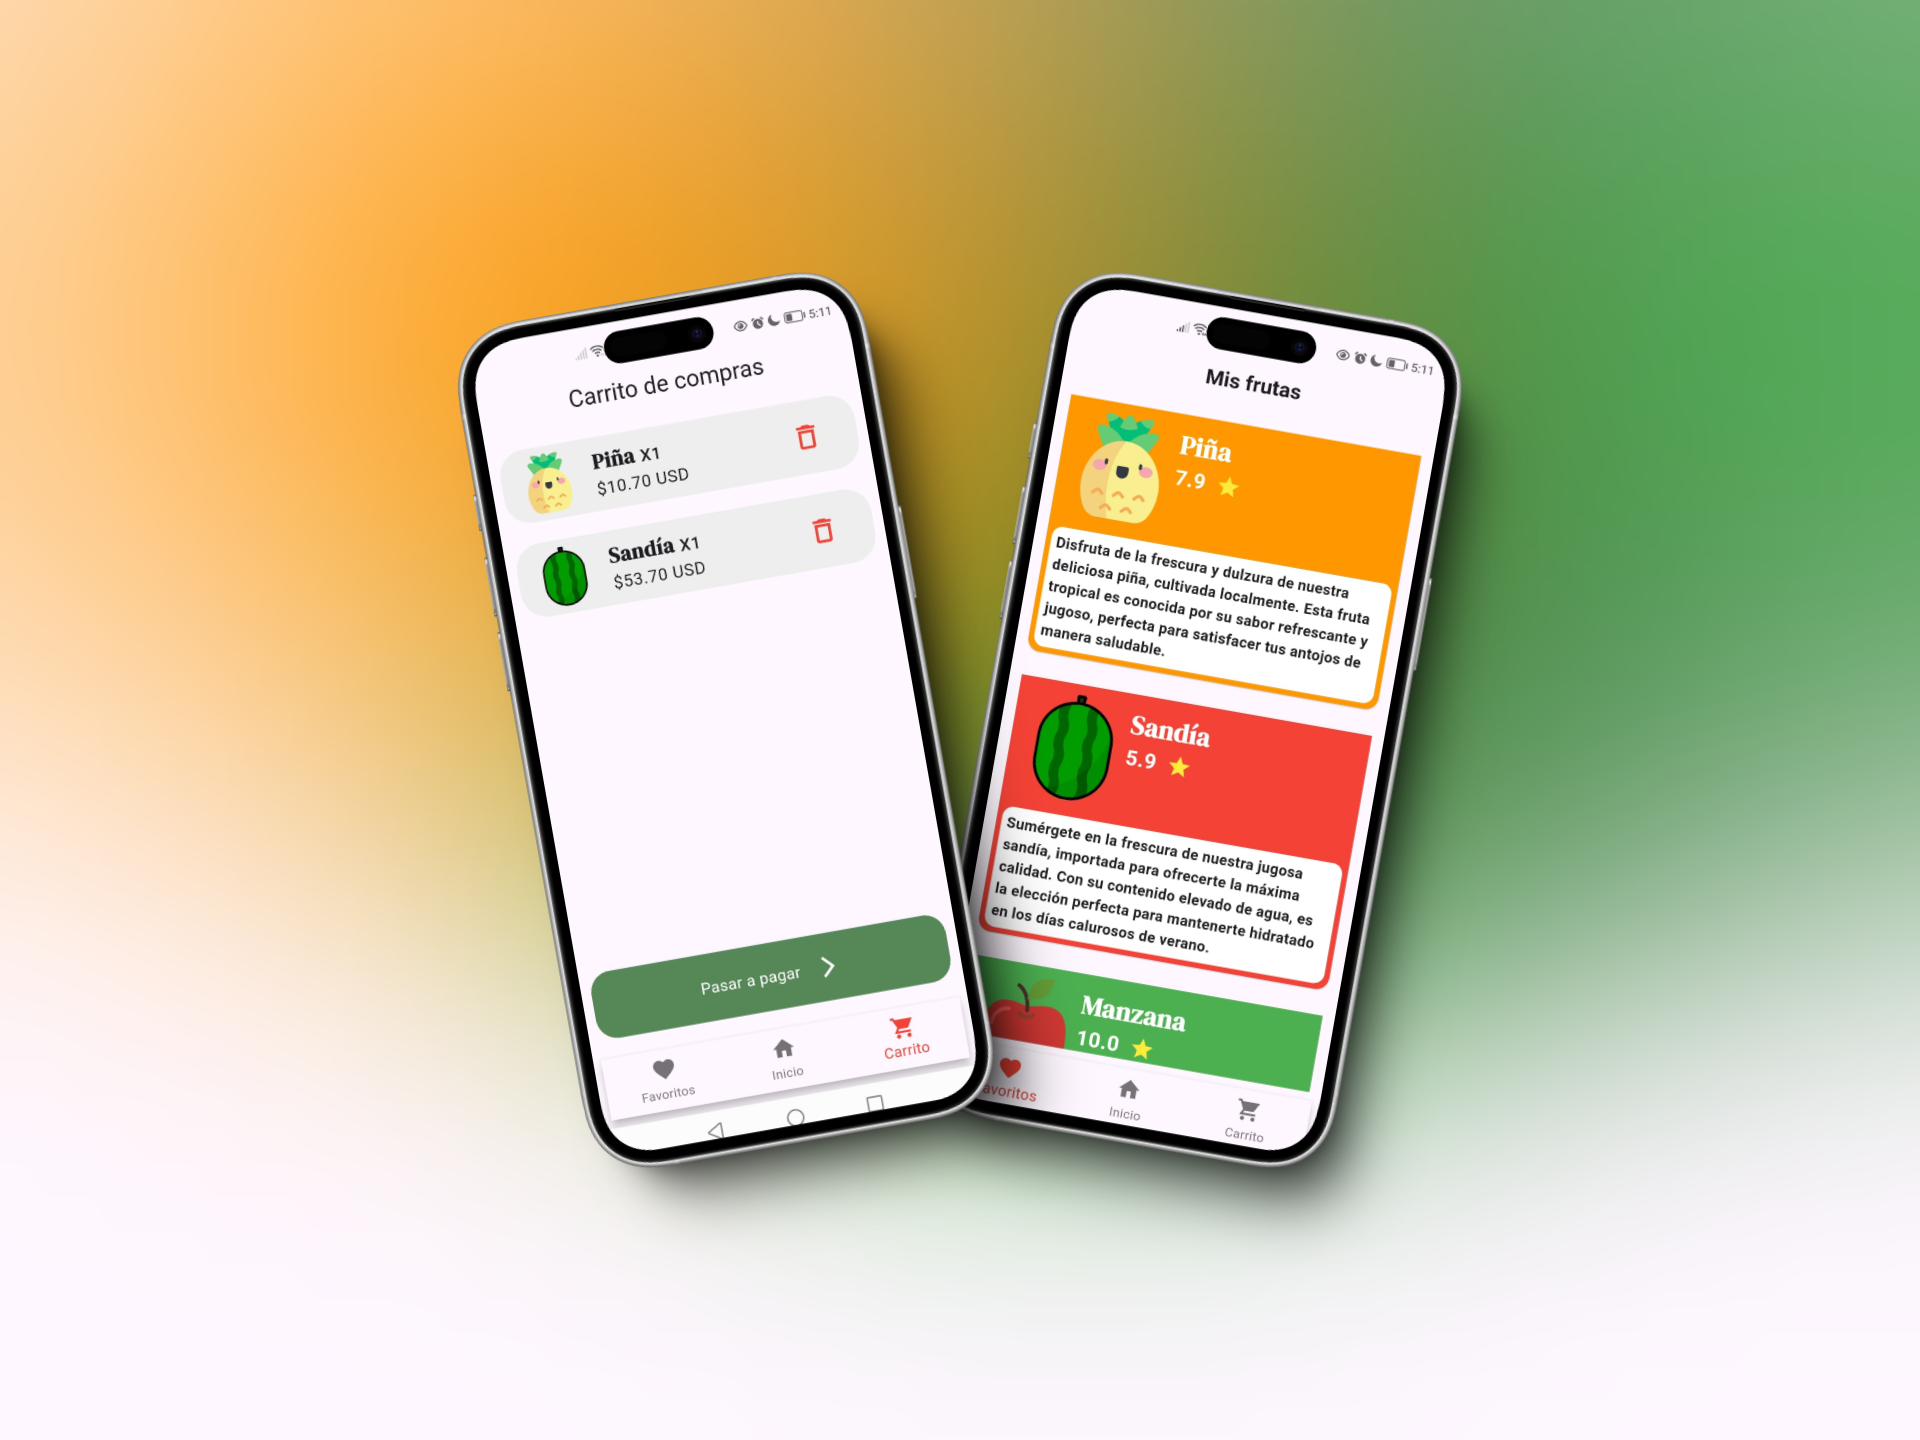 5:11
Carrito de compras
Piña X1
$10.70 USD
Sandía X1
$53.70 USD
Pasar a pagar
Favoritos
Inicio
Carrito
5:11
Mis frutas
Piña
7.9
Disfruta de la frescura y dulzura de nuestra
deliciosa piña, cultivada localmente. Esta fruta
tropical es conocida por su sabor refrescante y
jugoso, perfecta para satisfacer tus antojos de
manera saludable.
Sandía
5.9
Sumérgete en la frescura de nuestra jugosa
sandía, importada para ofrecerte la máxima
calidad. Con su contenido elevado de agua, es
la elección perfecta para mantenerte hidratado
en los días calurosos de verano.
Manzana
10.0
avoritos
Inicio
Carrito